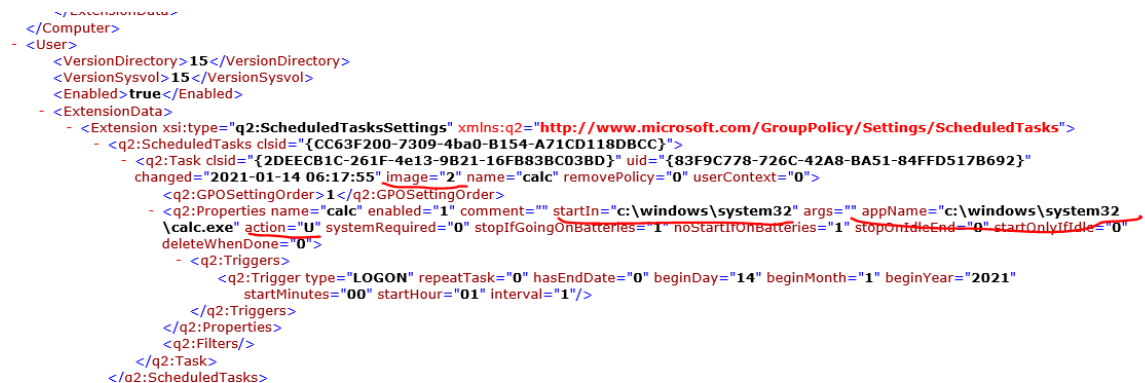 </Computer>
- <User>
<VersionDirectory>15</VersionDirectory>
<VersionSysvol>15</VersionSysvol>
<Enabled>true</Enabled>
- <ExtensionData>
- <Extension xsi:type="q2:ScheduledTasksSettings" xmlns:q2="http://www.microsoft.com/GroupPolicy/Settings/ScheduledTasks">
- <q2:ScheduledTasks clsid="{CC63F200-7309-4ba0-B154-A71CD118DBCC}">
- <q2:Task clsid="{2DEECB1C-261F-4e13-9B21-16FB83BC03BD}" uid="{83F9C778-726C-42A8-BA51-84FFD517B692}"
changed="2021-01-14 06:17:55" image="2" name="calc" removePolicy="0" userContext="0">
<q2:GPOSettingOrder>1</q2:GPOSettingOrder>
- <q2:Properties name="calc" enabled="1" comment="" startIn="c:\windows\system32" args="" appName="c:\windows\system32
\calc.exe" action="U" systemRequired="0" stopIfGoingOnBatteries="1" noStartIfOnBatteries="1" stopOnIdleEnd="0" startOnlyIfIdle="0"
deleteWhenDone="0">
- <q2:Triggers>
<q2:Trigger type="LOGON" repeatTask="0" hasEndDate="0" beginDay="14" beginMonth="1" beginYear="2021"
startMinutes="00" startHour="01" interval="1"/>
</q2:Triggers>
</q2:Properties>
<q2:Filters/>
</q2:Task>
</q2:ScheduledTasks>